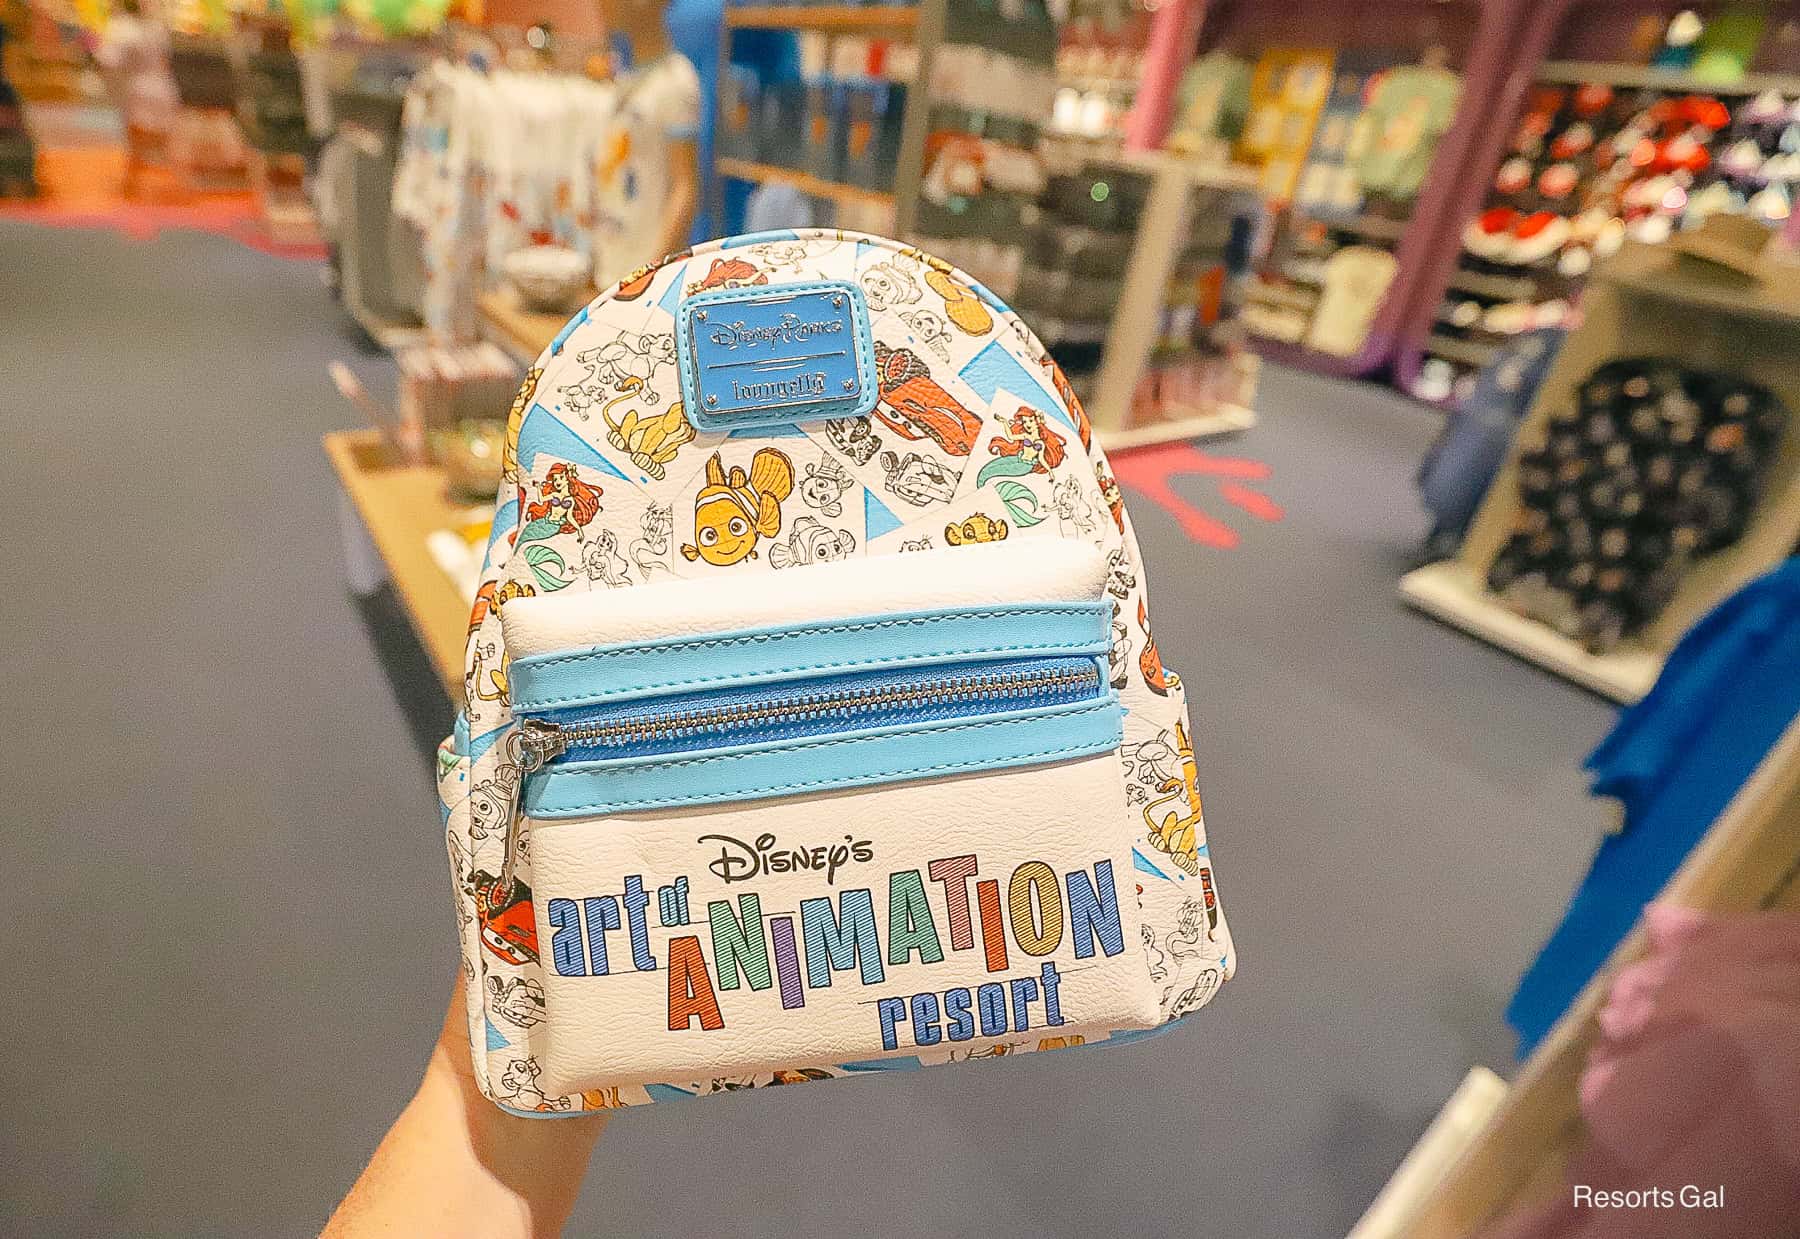 Disney Parks
Loungefly
Disney's
art of
ANIMATION
resort
Resorts Gal